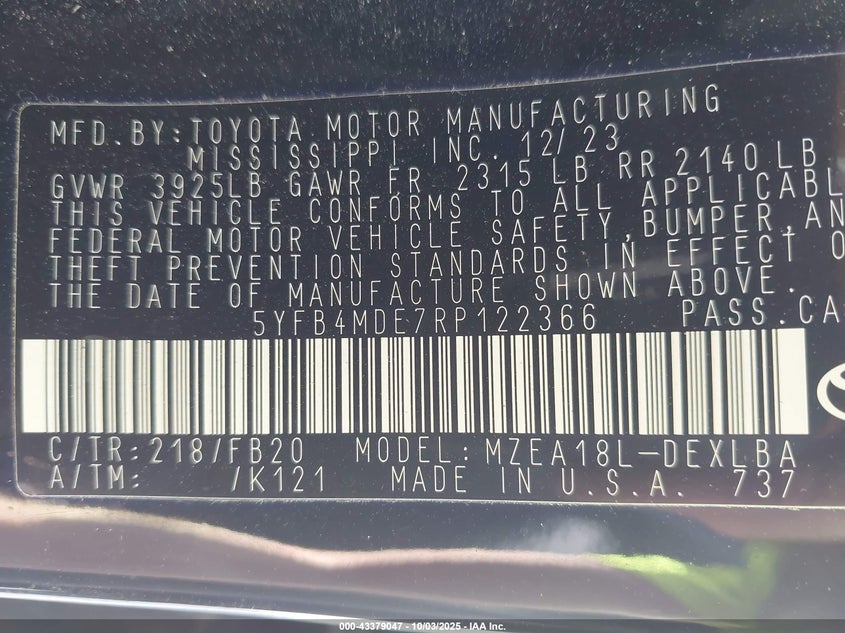 MFD.BY:TOYOTA MOTOR MANUFACTURING
MISSISSIPPI INC. 12/23
GVWR 3925LB GAWR FR 2315 LB RR 2140 LB
THIS VEHICLE CONFORMS TO ALL APPLICABL
FEDERAL MOTOR VEHICLE SAFETY,BUMPER,AN
THEFT PREVENTION STANDARDS IN EFFECT O
THE DATE OF MANUFACTURE SHOWN ABOVE.
5YFB4MDE7RP122366 PASS.CA
C/TR:218/FB20 MODEL:MZEA18L-DEXLBA
A/TM: /K121 MADE IN U.S.A. 737
000-43379047 - 10/03/2025 - IAA Inc.